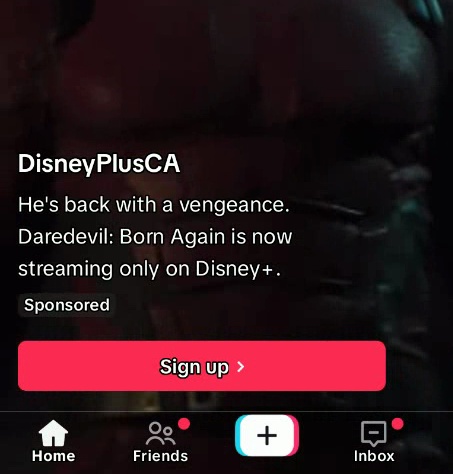 DisneyPlusCA
He's back with a vengeance.
Daredevil: Born Again is now
streaming only on Disney+.
Sponsored
Sign up >
Home
Friends
Inbox